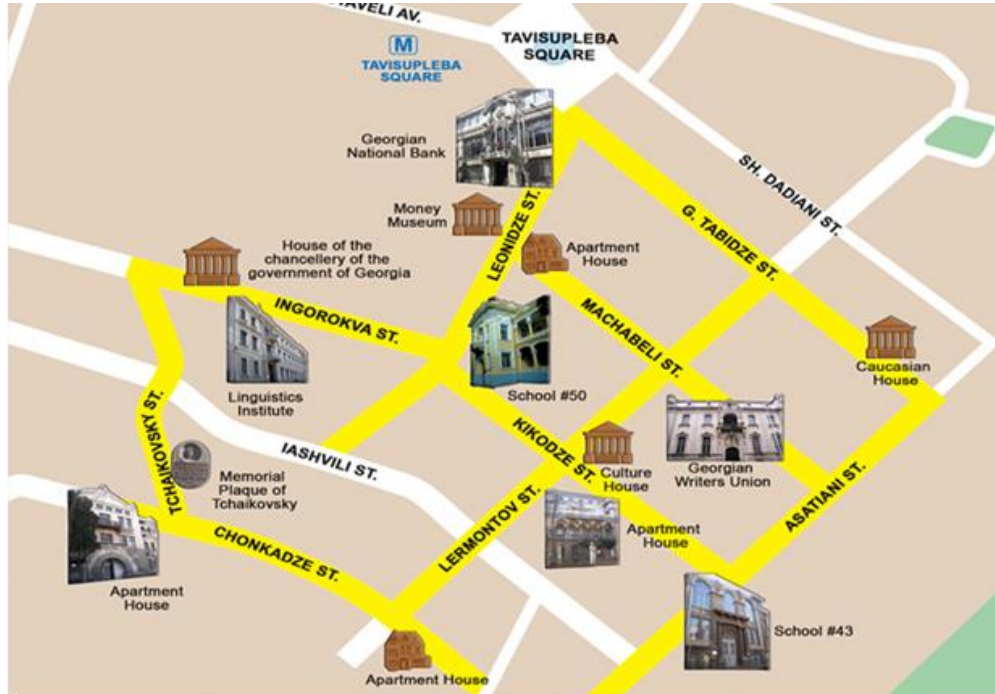 AVELI AV.
M
TAVISUPLEBA
SQUARE
TAVISUPLEBA
SQUARE
Georgian
National Bank
SH. DADIANI ST.
G. TABIDZE ST.
Money
Museum
LEONIDZE ST.
Apartment
House
House of the
chancellery of the
government of Georgia
INGOROKVA ST.
MACHABELI ST.
Caucasian
House
Linguistics
Institute
School #50
KIKODZE ST.
TCHAIKOVSKY ST.
IASHVILI ST.
Memorial
Plaque of
Tchaikovsky
Culture
House
Georgian
Writers Union
ASATIANI ST.
LERMONTOV ST.
Apartment
House
CHONKADZE ST.
Apartment
House
School #43
Apartment House